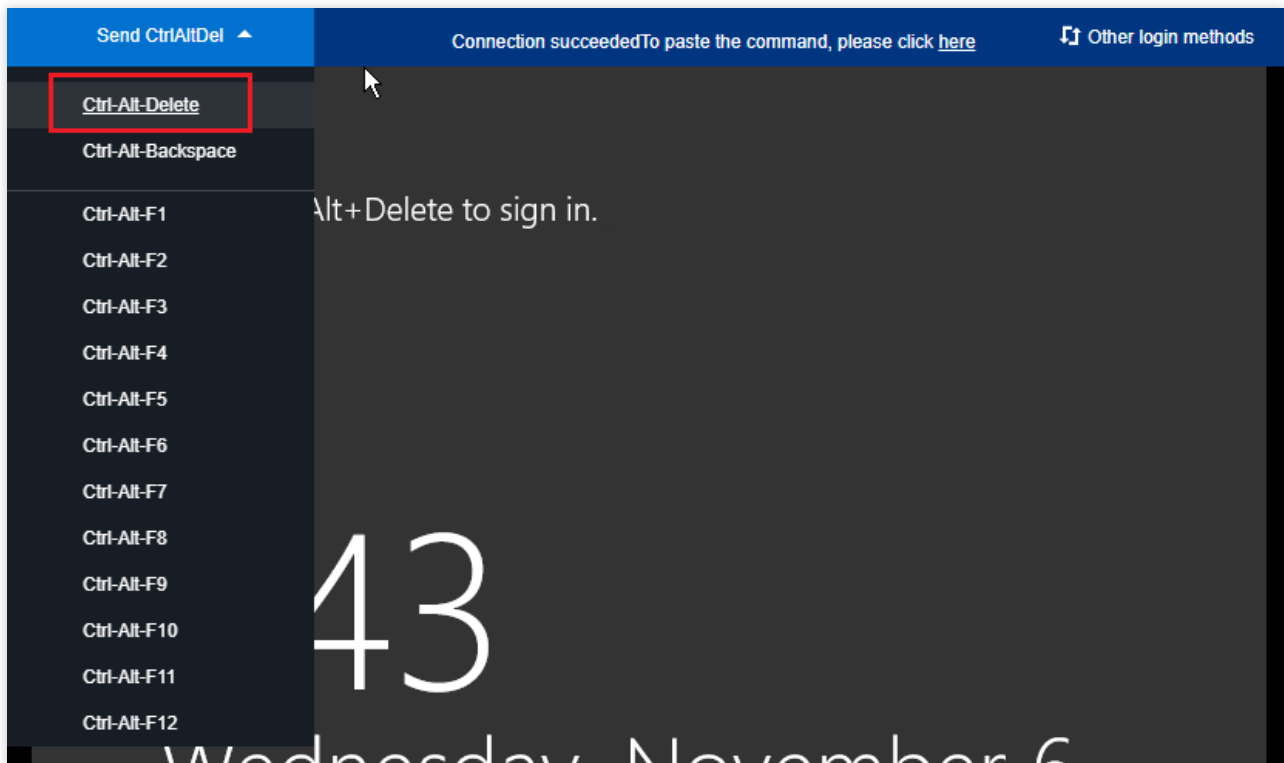 Send CtrlAltDel
Connection succeededTo paste the command, please click here
Other login methods
Ctrl-Alt-Delete
Ctrl-Alt-Backspace
Ctrl-Alt-F1
Alt+Delete to sign in.
Ctrl-Alt-F2
Ctrl-Alt-F3
Ctrl-Alt-F4
Ctrl-Alt-F5
Ctrl-Alt-F6
Ctrl-Alt-F7
Ctrl-Alt-F8
Ctrl-Alt-F9
Ctrl-Alt-F10
Ctrl-Alt-F11
Ctrl-Alt-F12
43
Wednesday, November 6